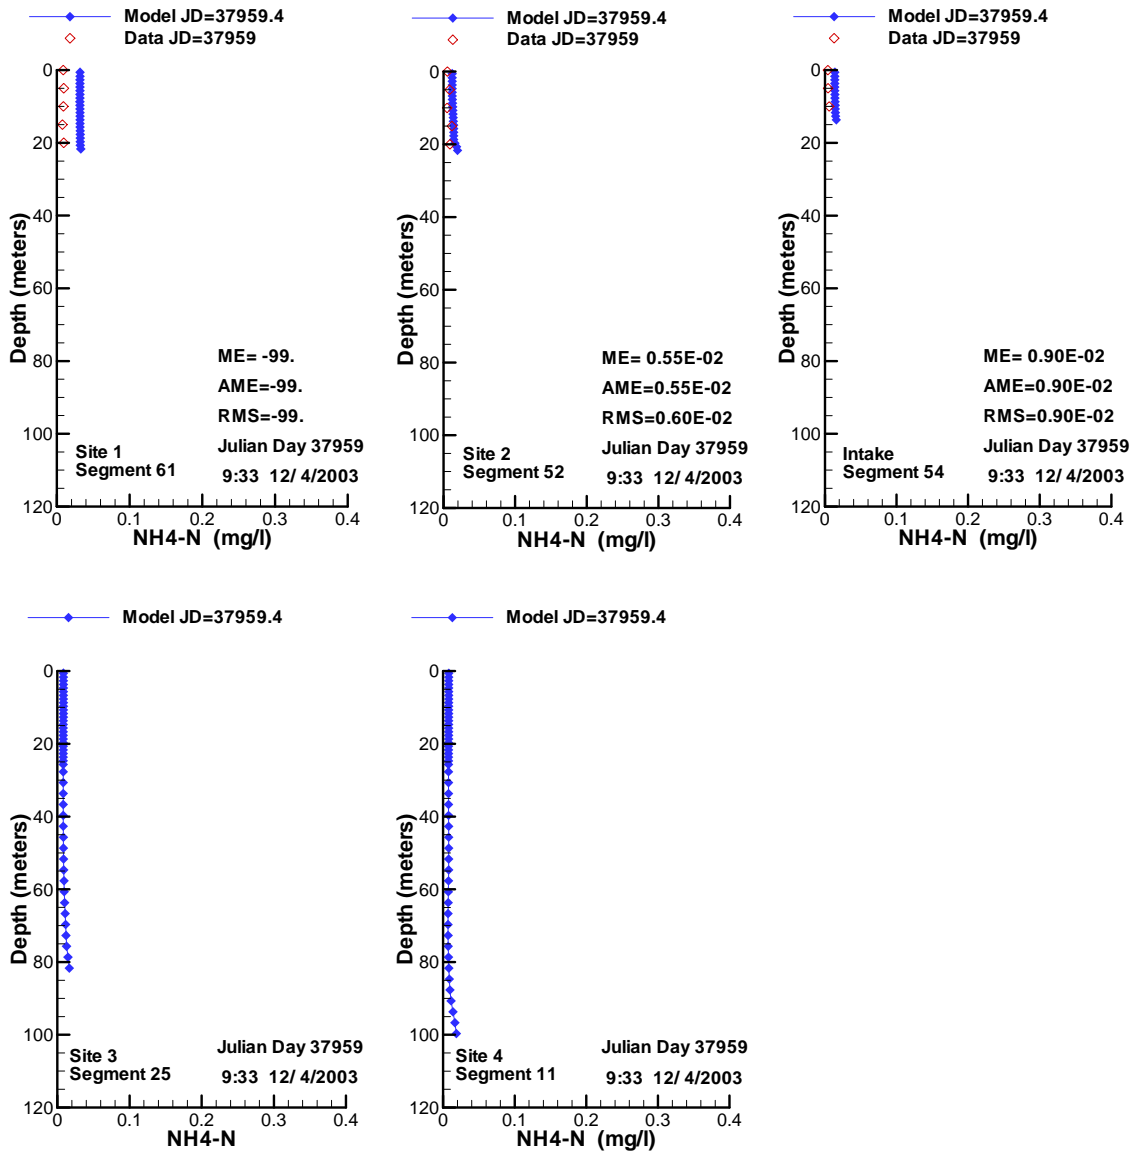 Model JD=37959.4
Data JD=37959
0
20
40
60
80
100
120
Depth (meters)
ME= -99.
AME=-99.
RMS=-99.
Julian Day 37959
9:33 12/ 4/2003
Site 1
Segment 61
0 0.1 0.2 0.3 0.4
NH4-N (mg/l)
Model JD=37959.4
Data JD=37959
0
20
40
60
80
100
120
Depth (meters)
ME= 0.55E-02
AME=0.55E-02
RMS=0.60E-02
Julian Day 37959
9:33 12/ 4/2003
Site 2
Segment 52
0 0.1 0.2 0.3 0.4
NH4-N (mg/l)
Model JD=37959.4
Data JD=37959
0
20
40
60
80
100
120
Depth (meters)
ME= 0.90E-02
AME=0.90E-02
RMS=0.90E-02
Julian Day 37959
9:33 12/ 4/2003
Intake
Segment 54
0 0.1 0.2 0.3 0.4
NH4-N (mg/l)
Model JD=37959.4
0
20
40
60
80
100
120
Depth (meters)
Julian Day 37959
9:33 12/ 4/2003
Site 3
Segment 25
0 0.1 0.2 0.3 0.4
NH4-N
Model JD=37959.4
0
20
40
60
80
100
120
Depth (meters)
Julian Day 37959
9:33 12/ 4/2003
Site 4
Segment 11
0 0.1 0.2 0.3 0.4
NH4-N (mg/l)